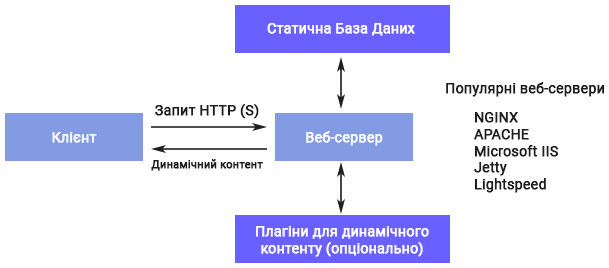 Статична База Даних
Популярні веб-сервери
Запит HTTP (S)
NGINX
Клієнт
Веб-сервер
APACHE
Microsoft IIS
Динамічний контент
Jetty
Lightspeed
Плагіни для динамічного
контенту (опціонально)